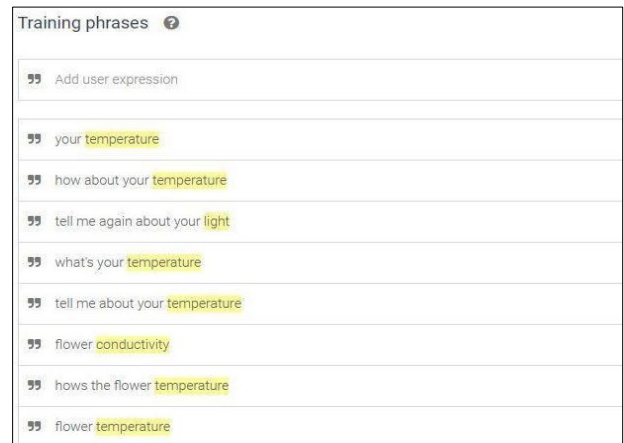 Training phrases ?
Add user expression
your temperature
how about your temperature
tell me again about your light
what's your temperature
tell me about your temperature
flower conductivity
hows the flower temperature
flower temperature